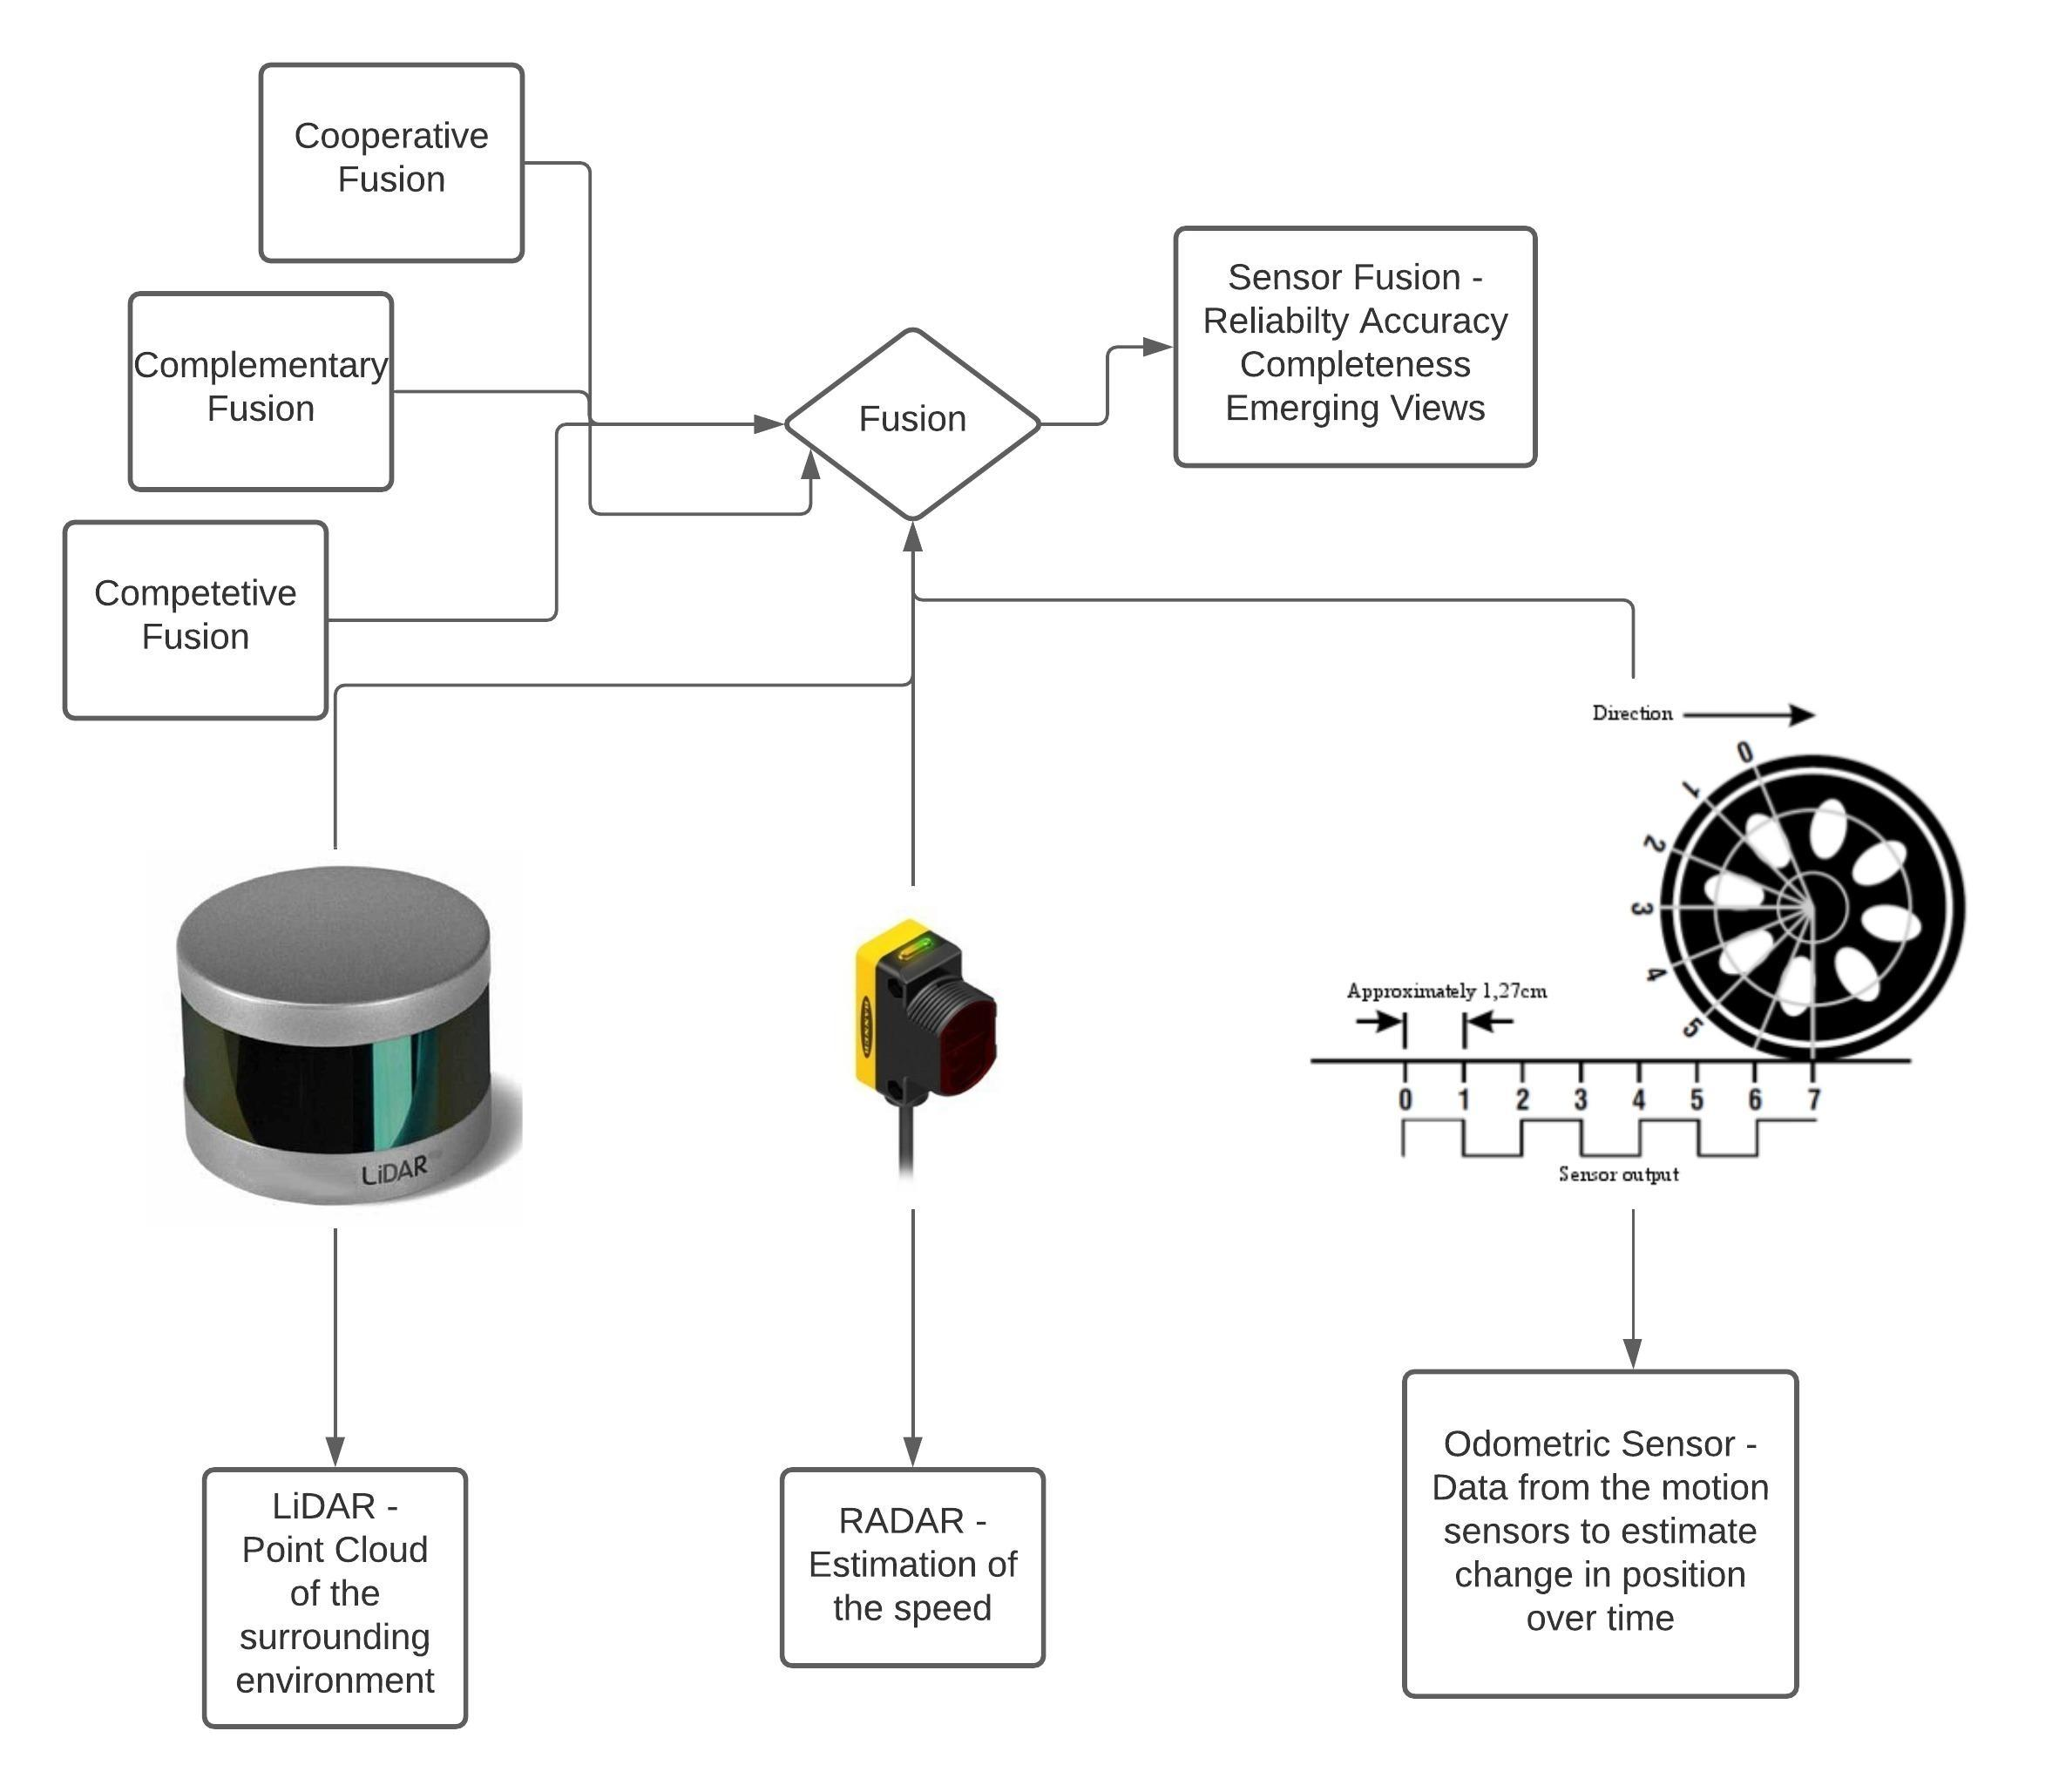 Cooperative
Fusion
Complementary
Fusion
Competetive
Fusion
Fusion
Sensor Fusion -
Reliabilty Accuracy
Completeness
Emerging Views
Direction
0
1
2
3
4
5
Approximately 1,27cm
0 1 2 3 4 5 6 7
Sensor output
LiDAR
BANNER
LiDAR -
Point Cloud
of the
surrounding
environment
RADAR -
Estimation of
the speed
Odometric Sensor -
Data from the motion
sensors to estimate
change in position
over time